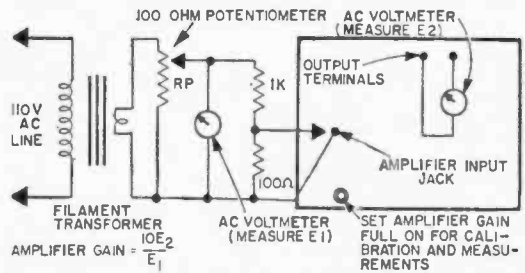 100 OHM POTENTIOMETER
AC VOLTMETER
(MEASURE E2)
OUTPUT
TERMINALS
110V
AC
LINE
RP
1K
100Ω
AMPLIFIER INPUT
JACK
FILAMENT
TRANSFORMER
AC VOLTMETER
(MEASURE E1)
SET AMPLIFIER GAIN
FULL ON FOR CALI-
BRATION AND MEASU-
REMENTS
AMPLIFIER GAIN = 10E2/E1